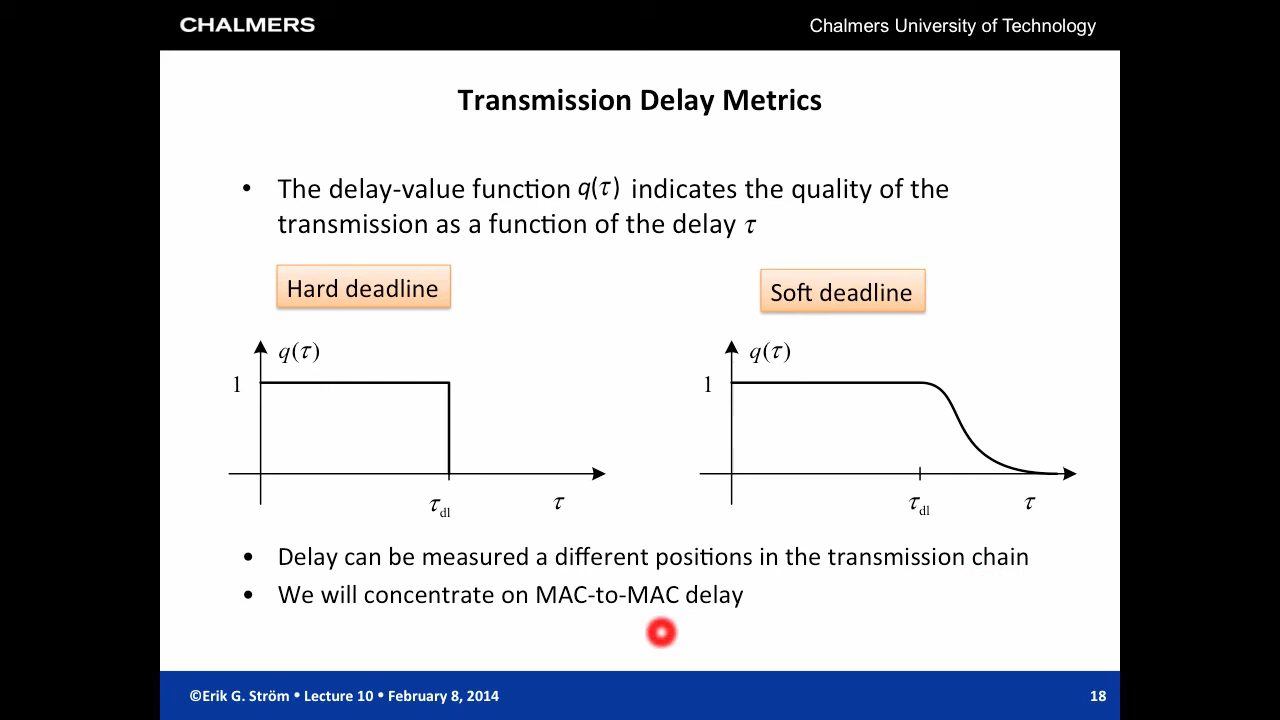 CHALMERS
Chalmers University of Technology
Transmission Delay Metrics
• The delay-value function q(τ) indicates the quality of the
transmission as a function of the delay τ
Hard deadline
Soft deadline
q(τ)
1
τdl
τ
q(τ)
1
τdl
τ
• Delay can be measured a different positions in the transmission chain
• We will concentrate on MAC-to-MAC delay
©Erik G. Ström • Lecture 10 • February 8, 2014
18